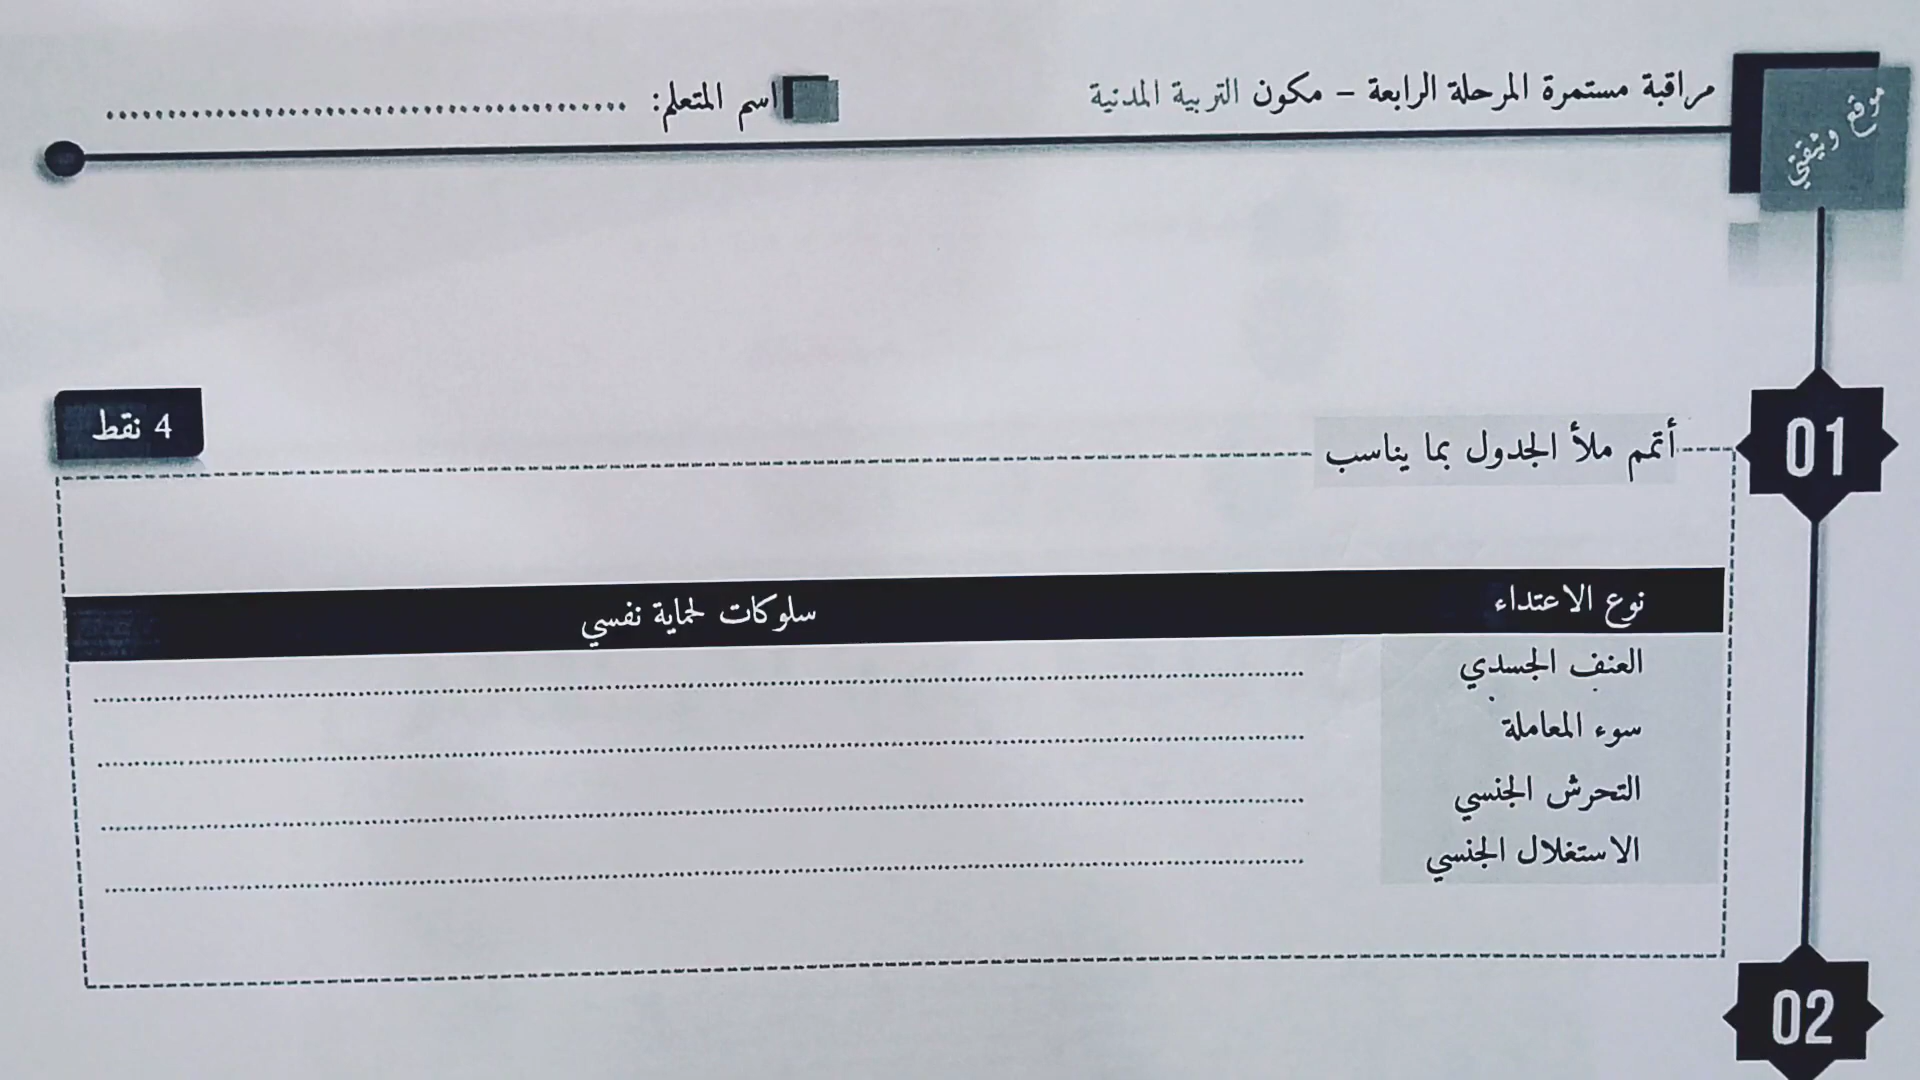 موقع وثيقتي
مراقبة مستمرة المرحلة الرابعة – مكون التربية المدنية
اسم المتعلم: ........................................
01
أتمم ملأ الجدول بما يناسب
4 نقط
نوع الاعتداء سلوكات لحماية نفسي
العنف الجسدي ........................................
سوء المعاملة ........................................
التحرش الجنسي ........................................
الاستغلال الجنسي ........................................
02